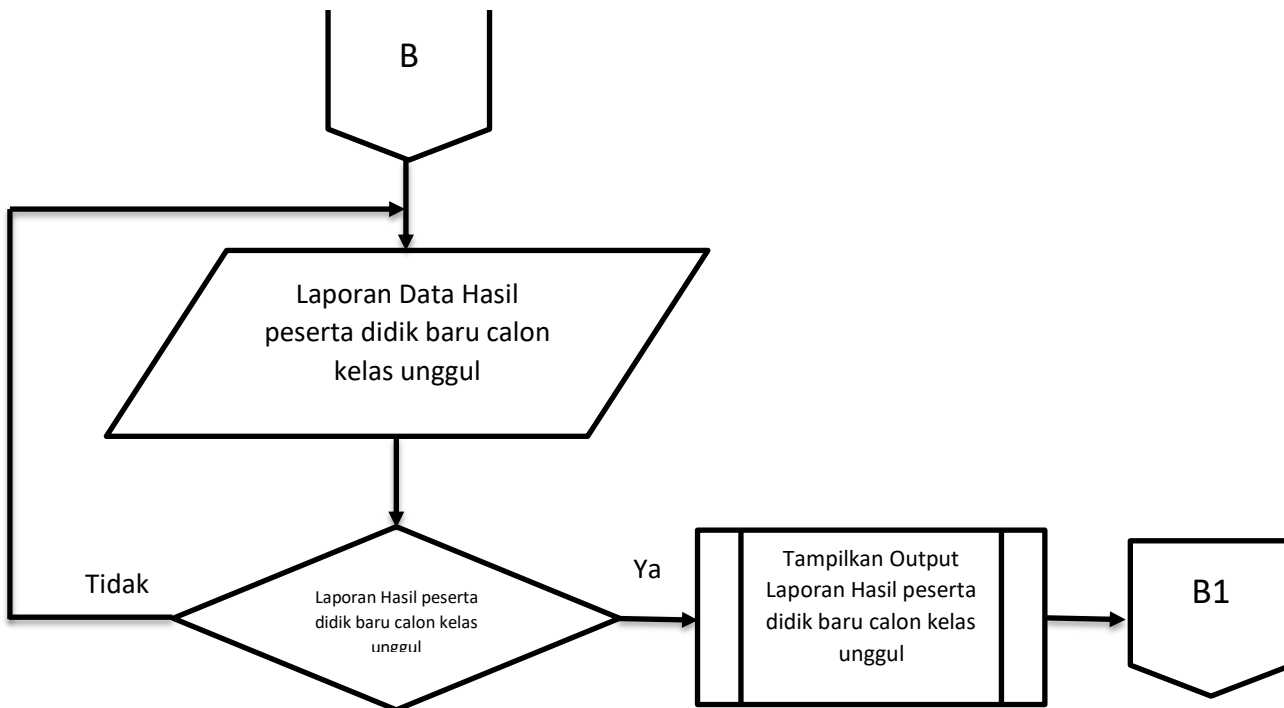 B
Laporan Data Hasil
peserta didik baru calon
kelas unggul
Tidak
Laporan Hasil peserta
didik baru calon kelas
unggul
Ya
Tampilkan Output
Laporan Hasil peserta
didik baru calon kelas
unggul
B1